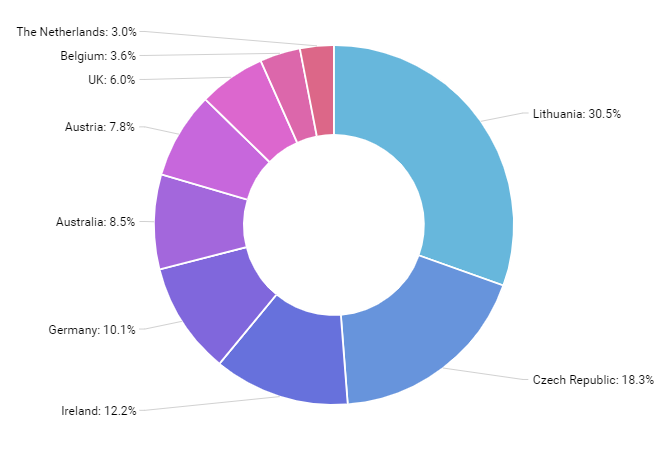 The Netherlands: 3.0%
Belgium: 3.6%
UK: 6.0%
Austria: 7.8%
Lithuania: 30.5%
Australia: 8.5%
Germany: 10.1%
Czech Republic: 18.3%
Ireland: 12.2%